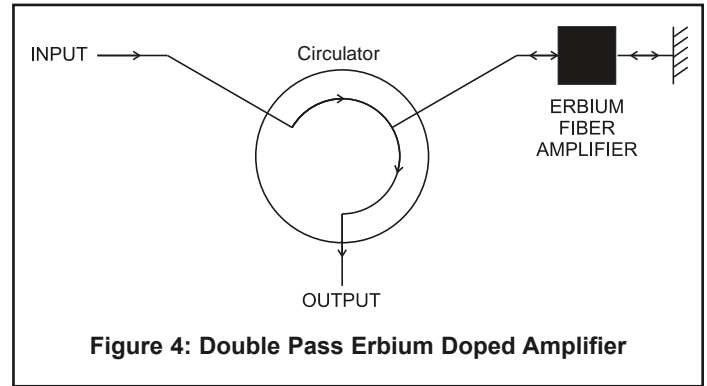 INPUT
Circulator
ERBIUM
FIBER
AMPLIFIER
OUTPUT
Figure 4: Double Pass Erbium Doped Amplifier